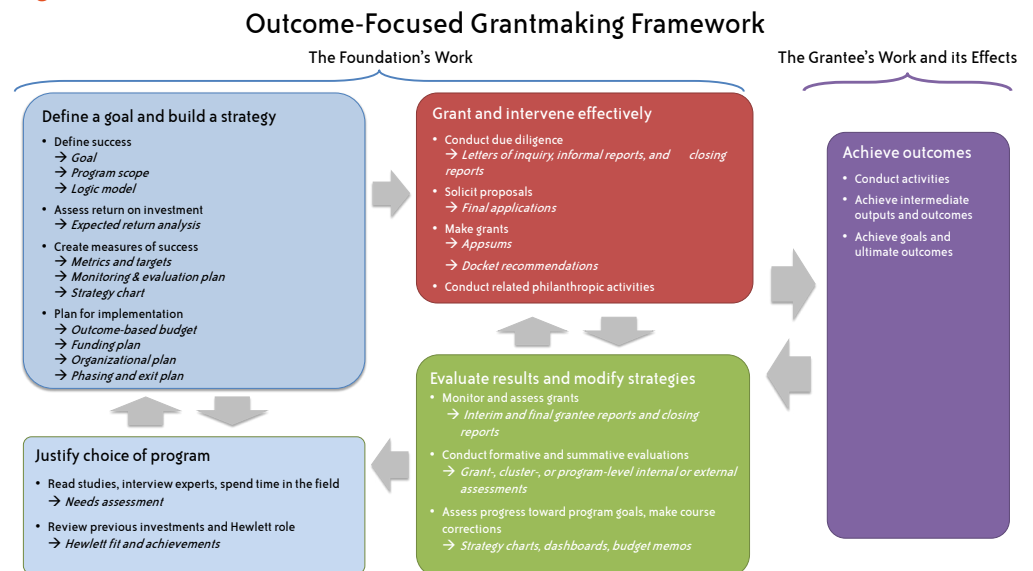 Outcome-Focused Grantmaking Framework
The Foundation's Work
The Grantee's Work and its Effects
Define a goal and build a strategy
• Define success
→ Goal
→ Program scope
→ Logic model
• Assess return on investment
→ Expected return analysis
• Create measures of success
→ Metrics and targets
→ Monitoring & evaluation plan
→ Strategy chart
• Plan for implementation
→ Outcome-based budget
→ Funding plan
→ Organizational plan
→ Phasing and exit plan
Grant and intervene effectively
• Conduct due diligence
→ Letters of inquiry, informal reports, and closing
reports
• Solicit proposals
→ Final applications
• Make grants
→ Appsums
→ Docket recommendations
• Conduct related philanthropic activities
Achieve outcomes
• Conduct activities
• Achieve intermediate
outputs and outcomes
• Achieve goals and
ultimate outcomes
Evaluate results and modify strategies
• Monitor and assess grants
→ Interim and final grantee reports and closing
reports
• Conduct formative and summative evaluations
→ Grant-, cluster-, or program-level internal or external
assessments
• Assess progress toward program goals, make course
corrections
→ Strategy charts, dashboards, budget memos
Justify choice of program
• Read studies, interview experts, spend time in the field
→ Needs assessment
• Review previous investments and Hewlett role
→ Hewlett fit and achievements